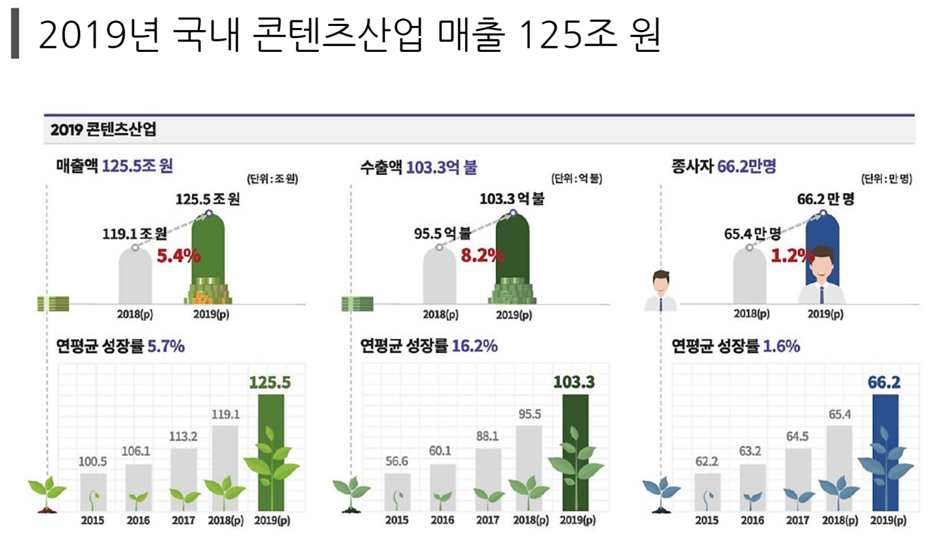 2019년 국내 콘텐츠산업 매출 125조 원
2019 콘텐츠산업
매출액 125.5조 원
(단위:조 원)
125.5조 원
119.1조 원
5.4%
2018(p) 2019(p)
수출액 103.3억 불
(단위:억 불)
103.3억 불
95.5억 불
8.2%
2018(p) 2019(p)
종사자 66.2만명
(단위:만 명)
66.2만 명
65.4만 명
1.2%
2018(p) 2019(p)
연평균 성장률 5.7%
125.5
119.1
113.2
106.1
100.5
2015 2016 2017 2018(p) 2019(p)
연평균 성장률 16.2%
103.3
95.5
88.1
60.1
56.6
2015 2016 2017 2018(p) 2019(p)
연평균 성장률 1.6%
66.2
65.4
64.5
63.2
62.2
2015 2016 2017 2018(p) 2019(p)